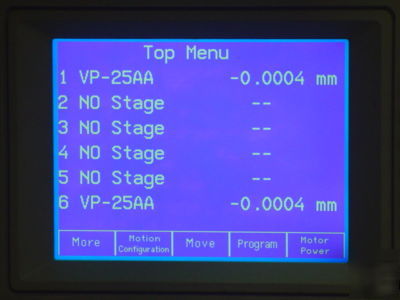 Top Menu
1 VP-25AA -0.0004 mm
2 NO Stage --
3 NO Stage --
4 NO Stage --
5 NO Stage --
6 VP-25AA -0.0004 mm
More Motion Configuration Move Program Motor Power